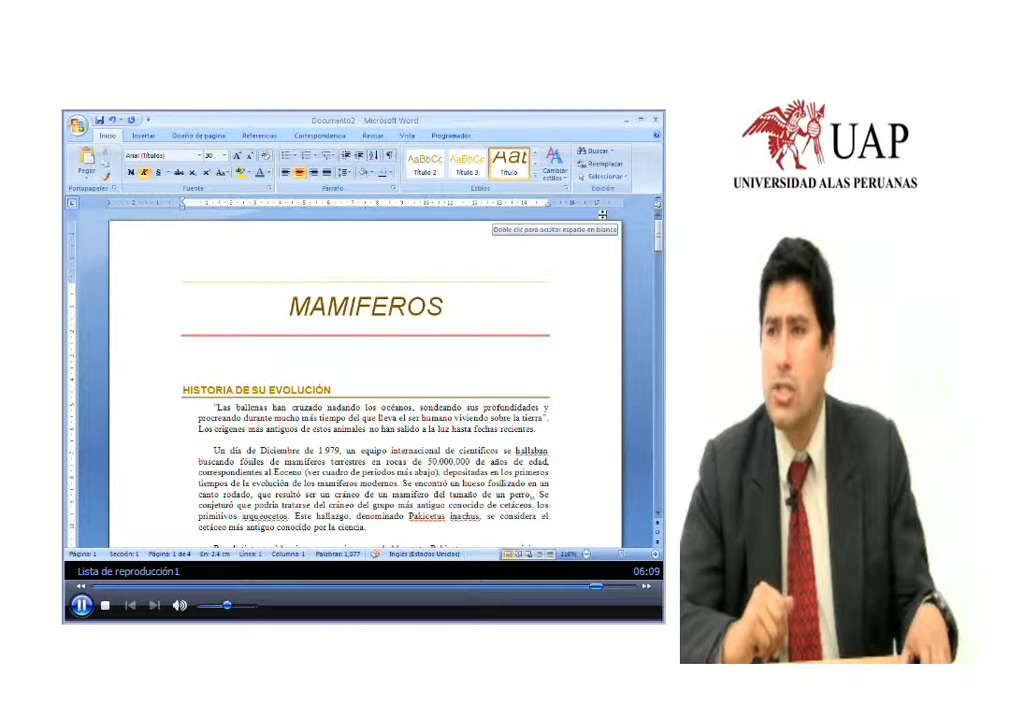 Documento2 - Microsoft Word
Inicio Insertar Diseño de página Referencias Correspondencia Revisar Vista Programador
Pegar
Arial (Títulos) 30
AaBbCc AaBbCc Aat
Título 2 Título 3 Título
Cambiar estilos
Buscar
Reemplazar
Seleccionar
Portapapeles Fuente Párrafo Estilos Edición
Doble clic para ocultar espacio en blanco
MAMIFEROS
HISTORIA DE SU EVOLUCIÓN
"Las ballenas han cruzado nadando los océanos, sondeando sus profundidades y
procreando durante mucho más tiempo del que lleva el ser humano viviendo sobre la tierra".
Los orígenes más antiguos de estos animales no han salido a la luz hasta fechas recientes.
Un día de Diciembre de 1.979, un equipo internacional de científicos se hallaban
buscando fósiles de mamíferos terrestres en rocas de 50.000.000 de años de edad,
correspondientes al Eoceno (ver cuadro de períodos más abajo), depositadas en los primeros
tiempos de la evolución de los mamíferos modernos. Se encontró un hueso fosilizado en un
canto rodado, que resultó ser un cráneo de un mamífero del tamaño de un perro. Se
conjeturó que podría tratarse del cráneo del grupo más antiguo conocido de cetáceos, los
primitivos arqueocetos. Este hallazgo, denominado Pakicetus inachus, se considera el
cetáceo más antiguo conocido por la ciencia.
Página: 1 Sección: 1 Página: 1 de 4 En: 2.4 cm Línea: 1 Columna: 1 Palabras: 1,077 Inglés (Estados Unidos) 110%
Lista de reproducción1 06:09
UAP
UNIVERSIDAD ALAS PERUANAS